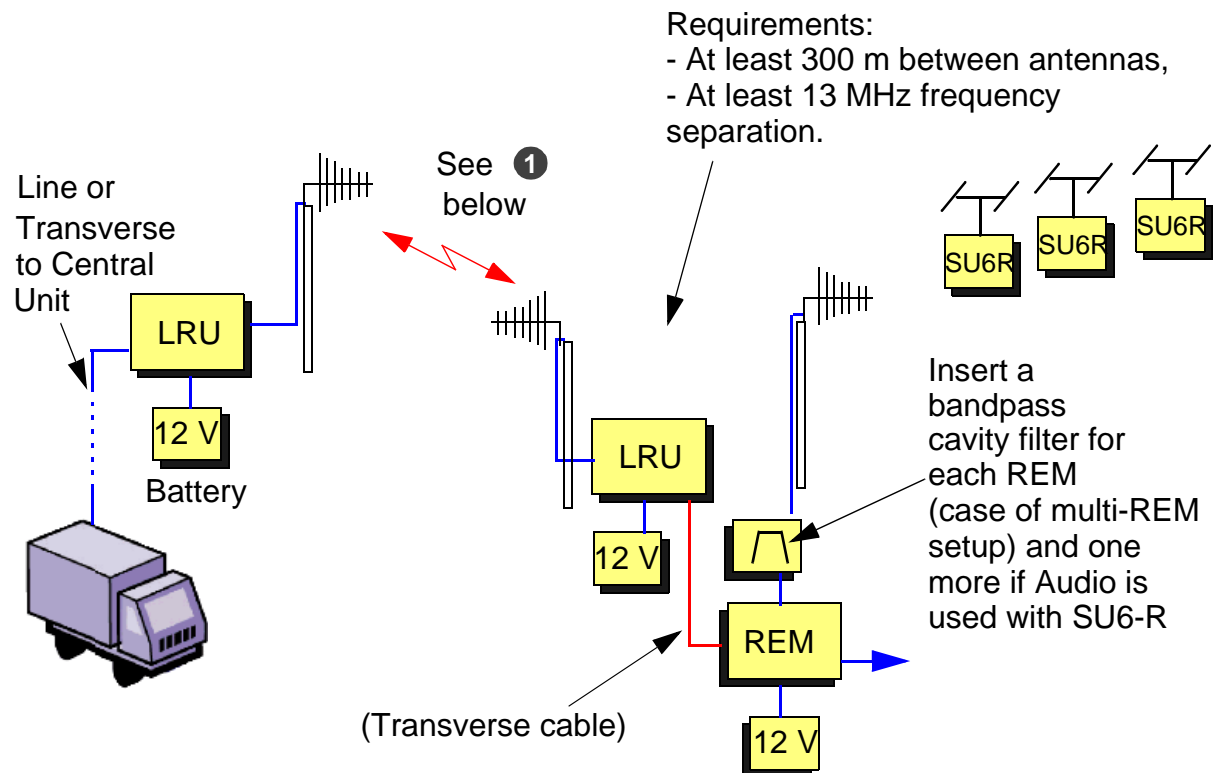 Requirements:
- At least 300 m between antennas,
- At least 13 MHz frequency
separation.
See 1
below
Line or
Transverse
to Central
Unit
SU6R
SU6R
SU6R
LRU
12 V
Battery
LRU
12 V
Insert a
bandpass
cavity filter for
each REM
(case of multi-REM
setup) and one
more if Audio is
used with SU6-R
REM
(Transverse cable)
12 V